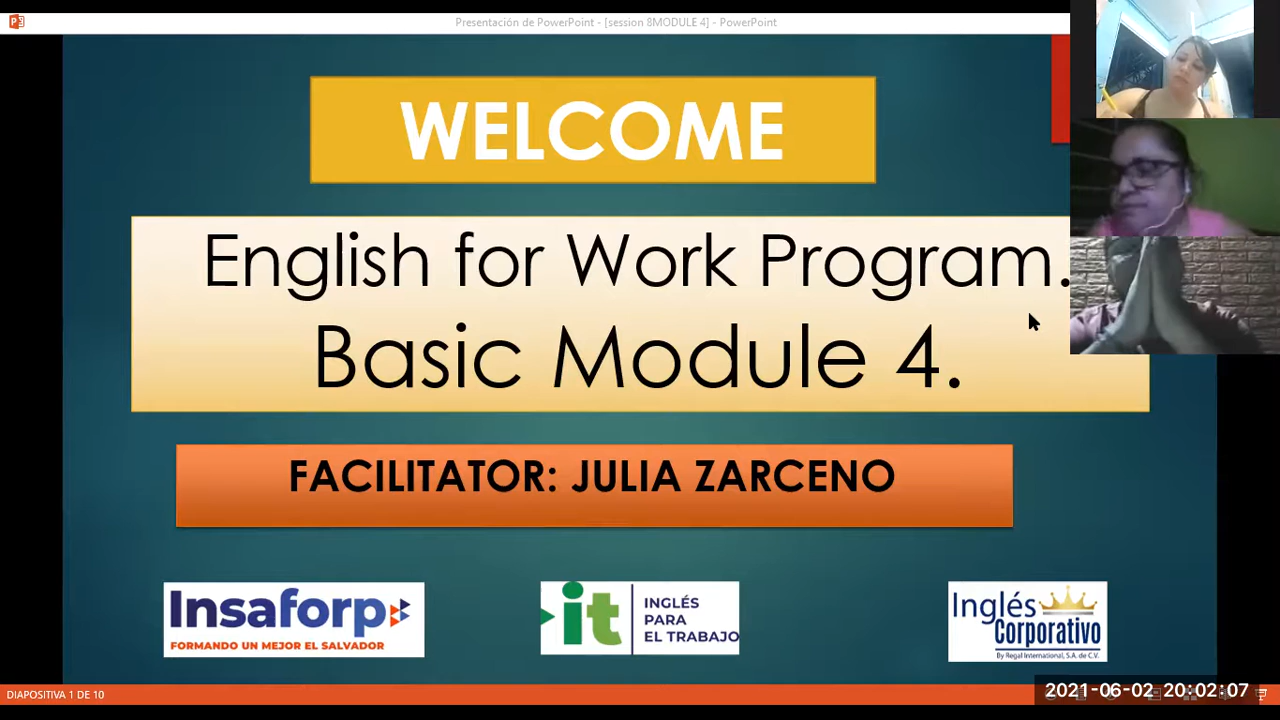 Presentación de PowerPoint - [session 8MODULE 4] - PowerPoint
WELCOME
English for Work Program.
Basic Module 4.
FACILITATOR: JULIA ZARCENO
Insaforp
FORMANDO UN MEJOR EL SALVADOR
it
INGLÉS
PARA
EL TRABAJO
Inglés
Corporativo
By Regal International, S.A. de C.V.
DIAPOSITIVA 1 DE 10
2021-06-02 20:02:07